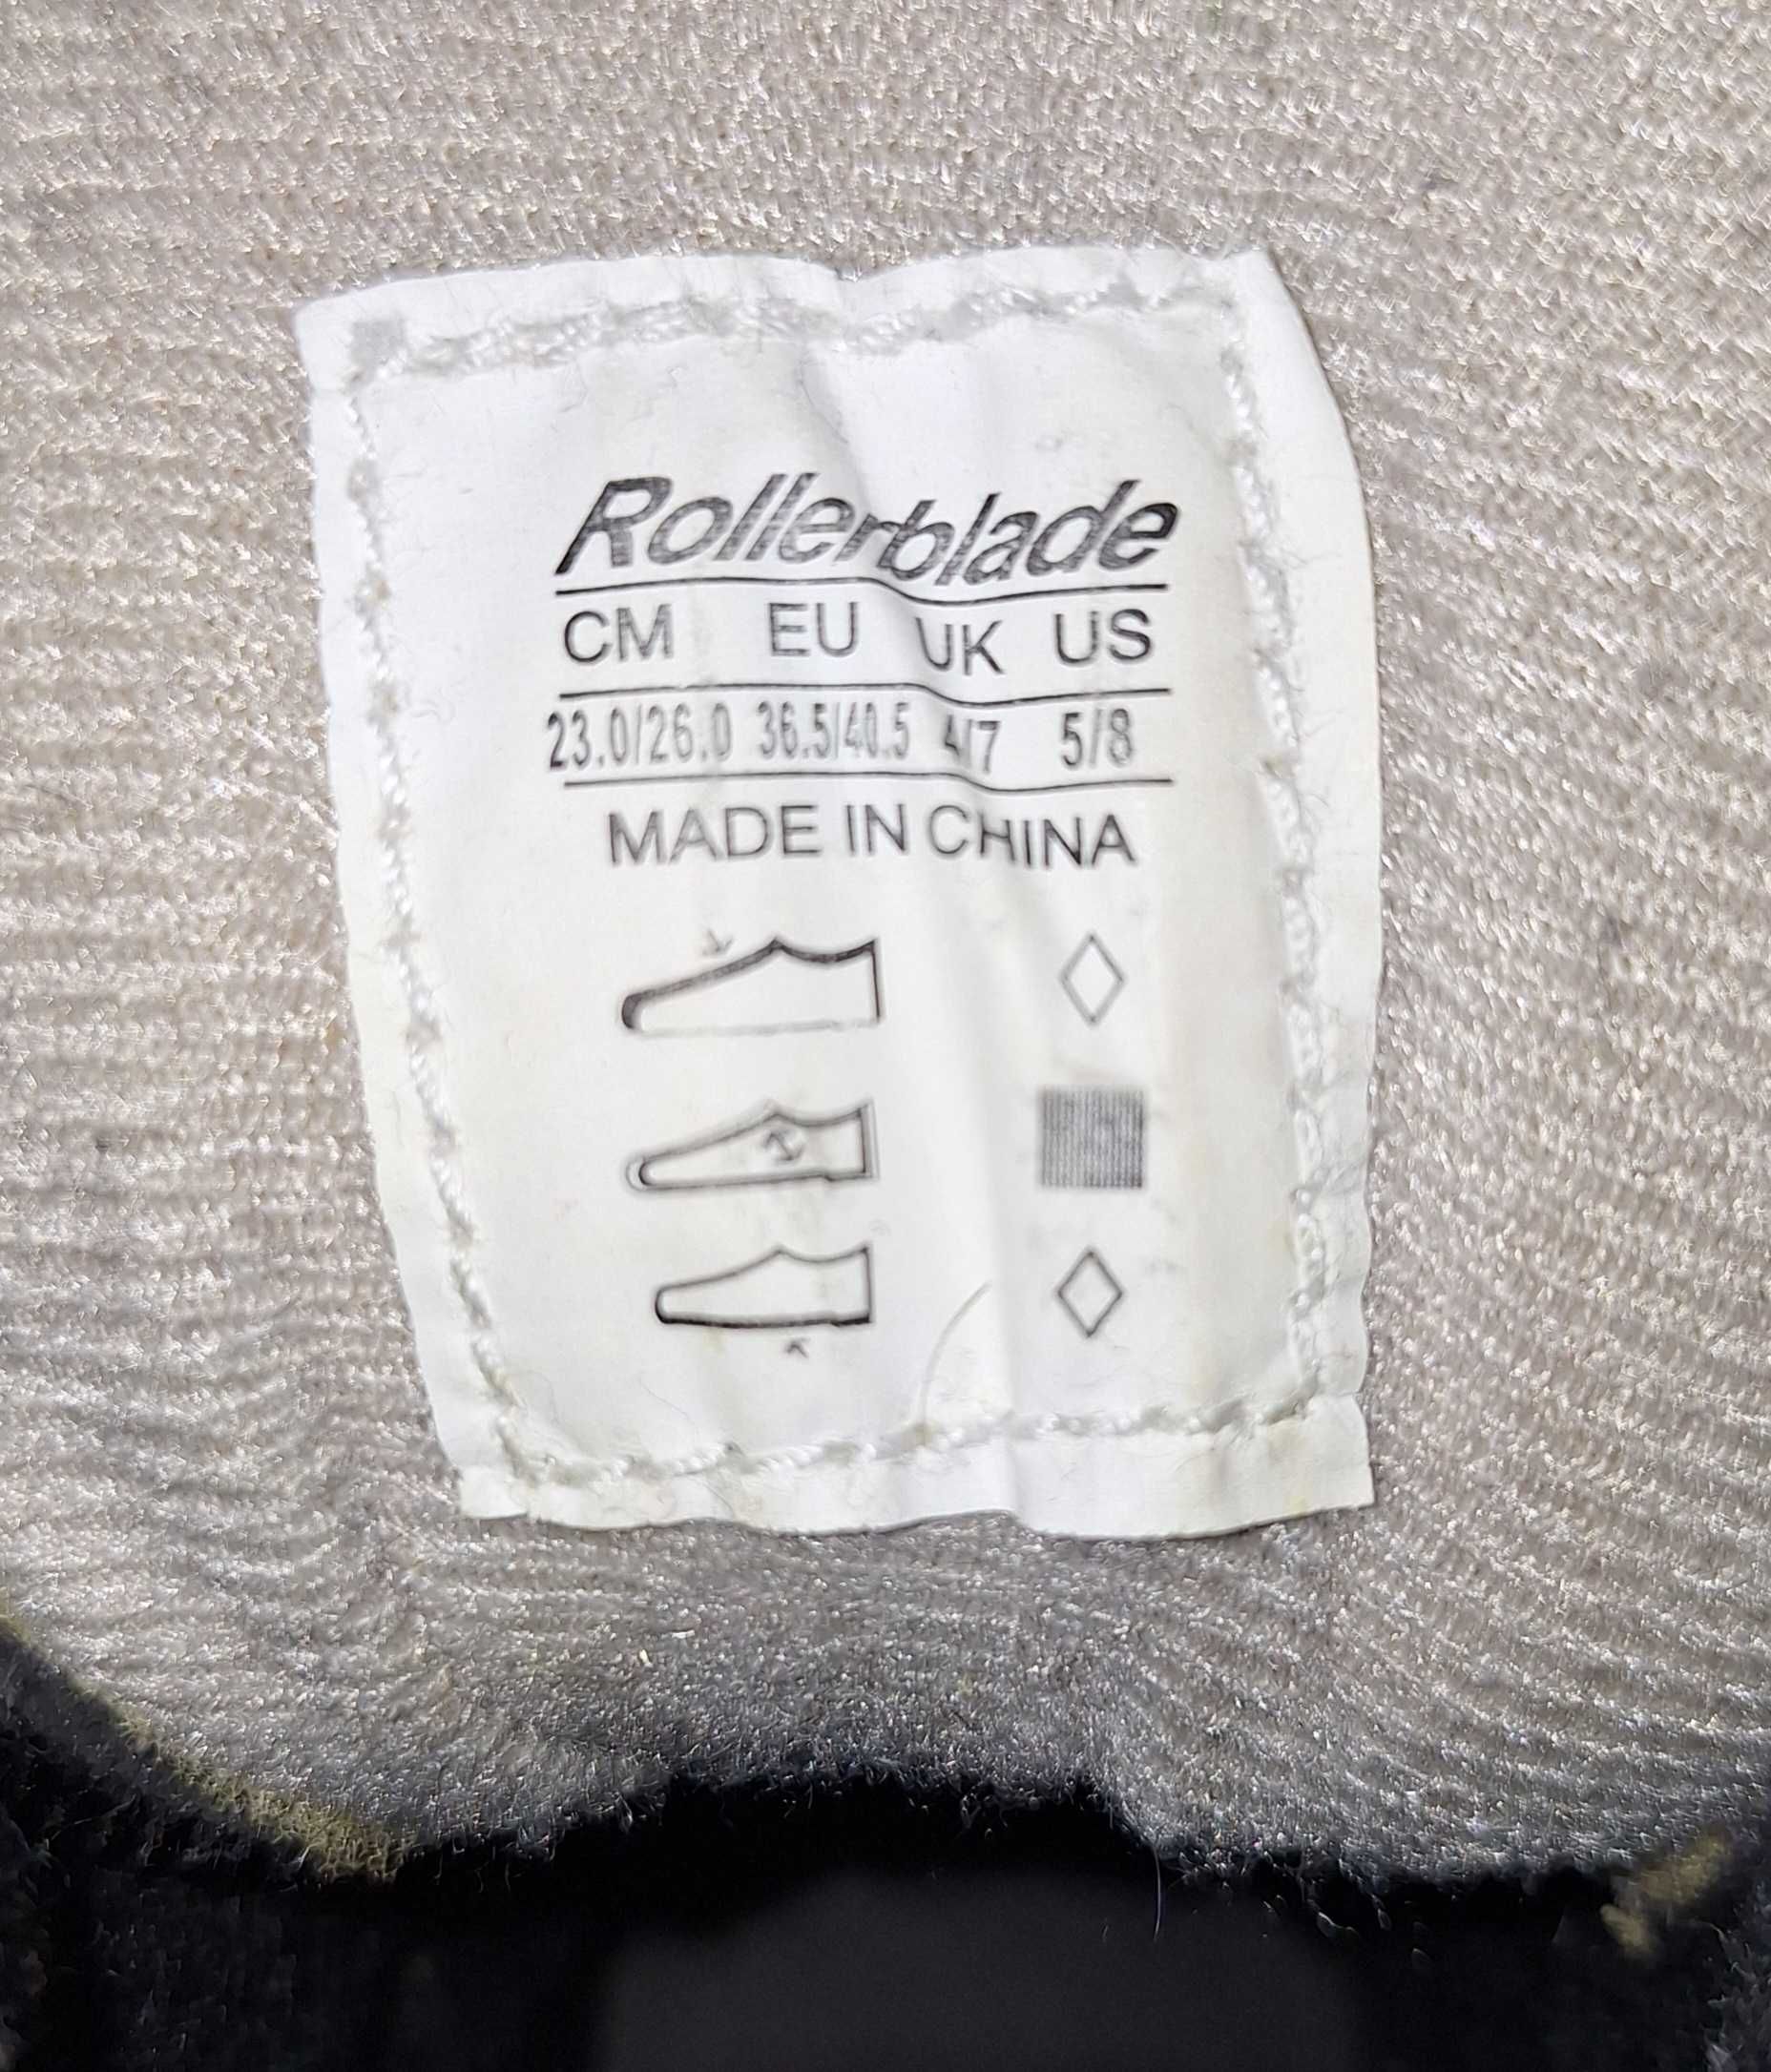 Rollerblade
CM EU UK US
23.0/26.0 36.5/40.5 4/7 5/8
MADE IN CHINA